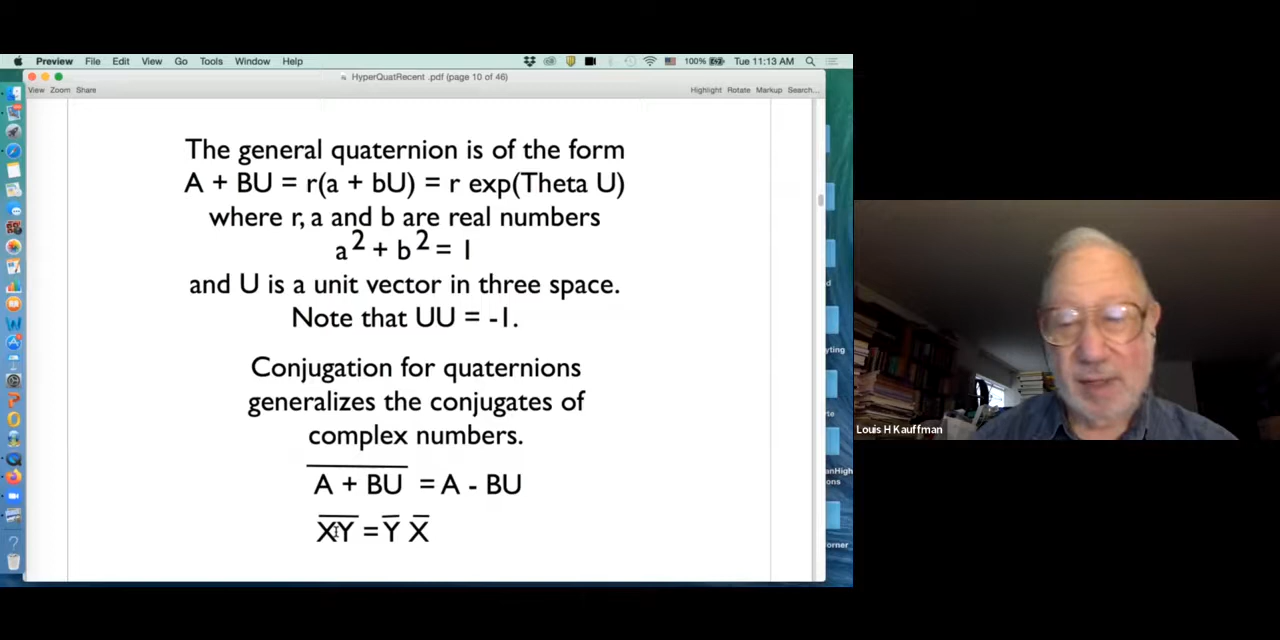 Preview File Edit View Go Tools Window Help 100% Tue 11:13 AM
HyperQuatRecent .pdf (page 10 of 46)
View Zoom Share Highlight Rotate Markup Search...
The general quaternion is of the form
A + BU = r(a + bU) = r exp(Theta U)
where r, a and b are real numbers
a² + b² = 1
and U is a unit vector in three space.
Note that UU = -1.
Conjugation for quaternions
generalizes the conjugates of
complex numbers.
A̅ ̅+̅ ̅B̅U̅ = A - BU
X̅Y̅ = Y̅ X̅
Louis H Kauffman